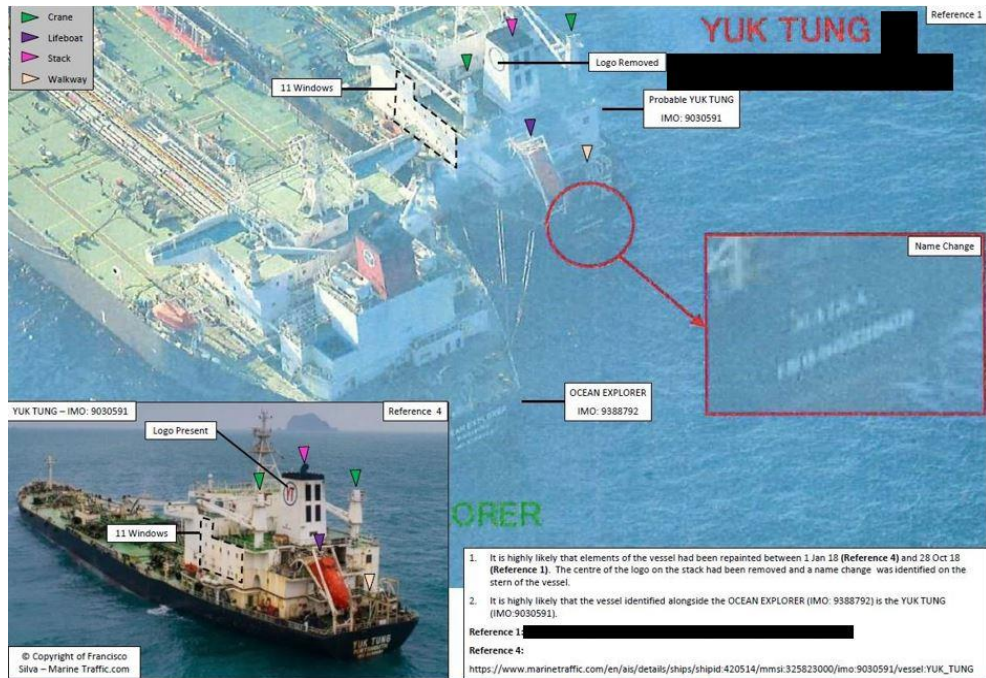 Crane
Lifeboat
Stack
Walkway
YUK TUNG
Reference 1
Logo Removed
11 Windows
Probable YUK TUNG
IMO: 9030591
Name Change
OCEAN EXPLORER
IMO: 9388792
YUK TUNG – IMO: 9030591
Reference 4
Logo Present
11 Windows
YUK TUNG
ORER
© Copyright of Francisco
Silva – Marine Traffic.com
1. It is highly likely that elements of the vessel had been repainted between 1 Jan 18 (Reference 4) and 28 Oct 18
(Reference 1). The centre of the logo on the stack had been removed and a name change was identified on the
stern of the vessel.
2. It is highly likely that the vessel identified alongside the OCEAN EXPLORER (IMO: 9388792) is the YUK TUNG
(IMO:9030591).
Reference 1:
Reference 4:
https://www.marinetraffic.com/en/ais/details/ships/shipid:420514/mmsi:325823000/imo:9030591/vessel:YUK_TUNG